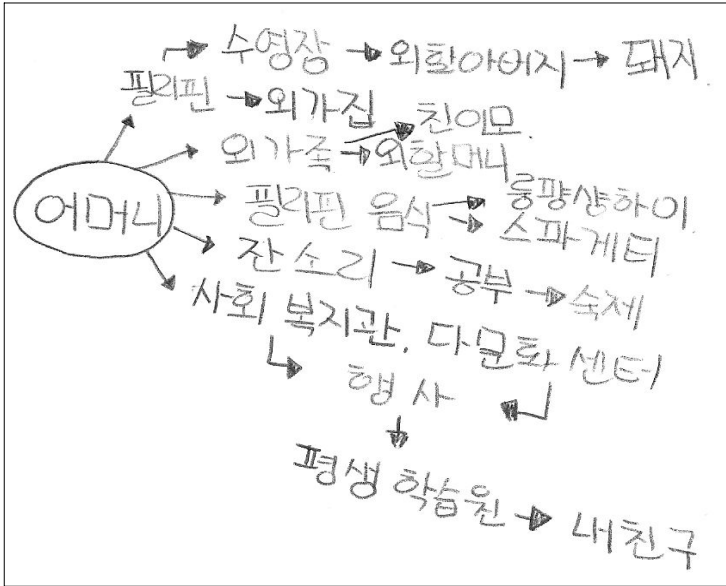 수영장 → 외할아버지 → 돼지
필리핀 → 외가집
친이모.
외가족 → 외할머니
어머니
필리핀 음식 → 룽퍙샹하이
→ 스파게티
잔소리 → 공부 → 숙제
사회 복지관, 다문화 센터
행사
평생 학습원 → 내 친구